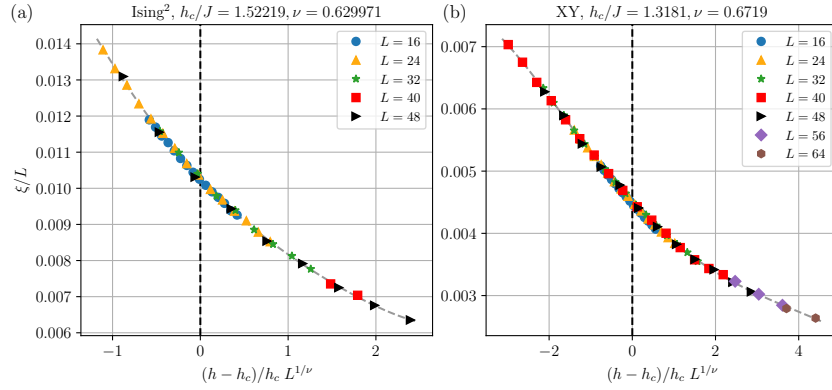 (a)
Ising², h_c/J = 1.52219, ν = 0.629971
ξ/L
0.014
0.013
0.012
0.011
0.010
0.009
0.008
0.007
0.006
L = 16
L = 24
L = 32
L = 40
L = 48
−1
0
1
2
(h − h_c)/h_c L^{1/ν}
(b)
XY, h_c/J = 1.3181, ν = 0.6719
0.007
0.006
0.005
0.004
0.003
L = 16
L = 24
L = 32
L = 40
L = 48
L = 56
L = 64
−2
0
2
4
(h − h_c)/h_c L^{1/ν}